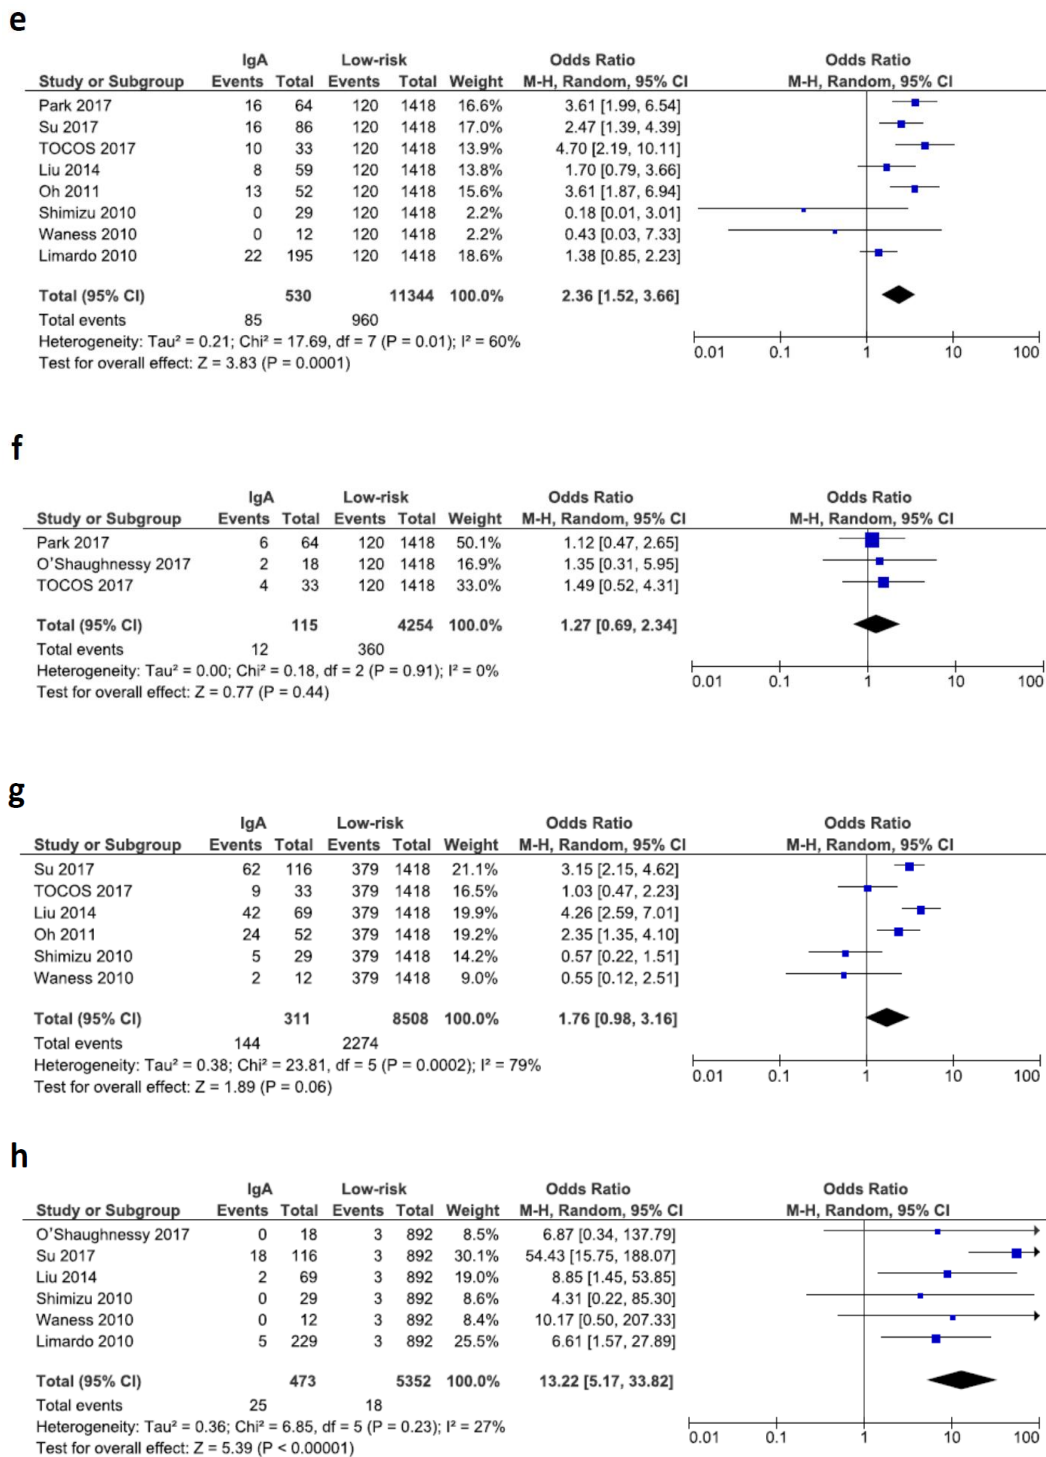 e
IgA Low-risk Odds Ratio Odds Ratio
Study or Subgroup Events Total Events Total Weight M-H, Random, 95% CI M-H, Random, 95% CI
Park 2017 16 64 120 1418 16.6% 3.61 [1.99, 6.54]
Su 2017 16 86 120 1418 17.0% 2.47 [1.39, 4.39]
TOCOS 2017 10 33 120 1418 13.9% 4.70 [2.19, 10.11]
Liu 2014 8 59 120 1418 13.8% 1.70 [0.79, 3.66]
Oh 2011 13 52 120 1418 15.6% 3.61 [1.87, 6.94]
Shimizu 2010 0 29 120 1418 2.2% 0.18 [0.01, 3.01]
Waness 2010 0 12 120 1418 2.2% 0.43 [0.03, 7.33]
Limardo 2010 22 195 120 1418 18.6% 1.38 [0.85, 2.23]
Total (95% CI) 530 11344 100.0% 2.36 [1.52, 3.66]
Total events 85 960
Heterogeneity: Tau² = 0.21; Chi² = 17.69, df = 7 (P = 0.01); I² = 60%
Test for overall effect: Z = 3.83 (P = 0.0001)
0.01 0.1 1 10 100
f
IgA Low-risk Odds Ratio Odds Ratio
Study or Subgroup Events Total Events Total Weight M-H, Random, 95% CI M-H, Random, 95% CI
Park 2017 6 64 120 1418 50.1% 1.12 [0.47, 2.65]
O'Shaughnessy 2017 2 18 120 1418 16.9% 1.35 [0.31, 5.95]
TOCOS 2017 4 33 120 1418 33.0% 1.49 [0.52, 4.31]
Total (95% CI) 115 4254 100.0% 1.27 [0.69, 2.34]
Total events 12 360
Heterogeneity: Tau² = 0.00; Chi² = 0.18, df = 2 (P = 0.91); I² = 0%
Test for overall effect: Z = 0.77 (P = 0.44)
0.01 0.1 1 10 100
g
IgA Low-risk Odds Ratio Odds Ratio
Study or Subgroup Events Total Events Total Weight M-H, Random, 95% CI M-H, Random, 95% CI
Su 2017 62 116 379 1418 21.1% 3.15 [2.15, 4.62]
TOCOS 2017 9 33 379 1418 16.5% 1.03 [0.47, 2.23]
Liu 2014 42 69 379 1418 19.9% 4.26 [2.59, 7.01]
Oh 2011 24 52 379 1418 19.2% 2.35 [1.35, 4.10]
Shimizu 2010 5 29 379 1418 14.2% 0.57 [0.22, 1.51]
Waness 2010 2 12 379 1418 9.0% 0.55 [0.12, 2.51]
Total (95% CI) 311 8508 100.0% 1.76 [0.98, 3.16]
Total events 144 2274
Heterogeneity: Tau² = 0.38; Chi² = 23.81, df = 5 (P = 0.0002); I² = 79%
Test for overall effect: Z = 1.89 (P = 0.06)
0.01 0.1 1 10 100
h
IgA Low-risk Odds Ratio Odds Ratio
Study or Subgroup Events Total Events Total Weight M-H, Random, 95% CI M-H, Random, 95% CI
O'Shaughnessy 2017 0 18 3 892 8.5% 6.87 [0.34, 137.79]
Su 2017 18 116 3 892 30.1% 54.43 [15.75, 188.07]
Liu 2014 2 69 3 892 19.0% 8.85 [1.45, 53.85]
Shimizu 2010 0 29 3 892 8.6% 4.31 [0.22, 85.30]
Waness 2010 0 12 3 892 8.4% 10.17 [0.50, 207.33]
Limardo 2010 5 229 3 892 25.5% 6.61 [1.57, 27.89]
Total (95% CI) 473 5352 100.0% 13.22 [5.17, 33.82]
Total events 25 18
Heterogeneity: Tau² = 0.36; Chi² = 6.85, df = 5 (P = 0.23); I² = 27%
Test for overall effect: Z = 5.39 (P < 0.00001)
0.01 0.1 1 10 100